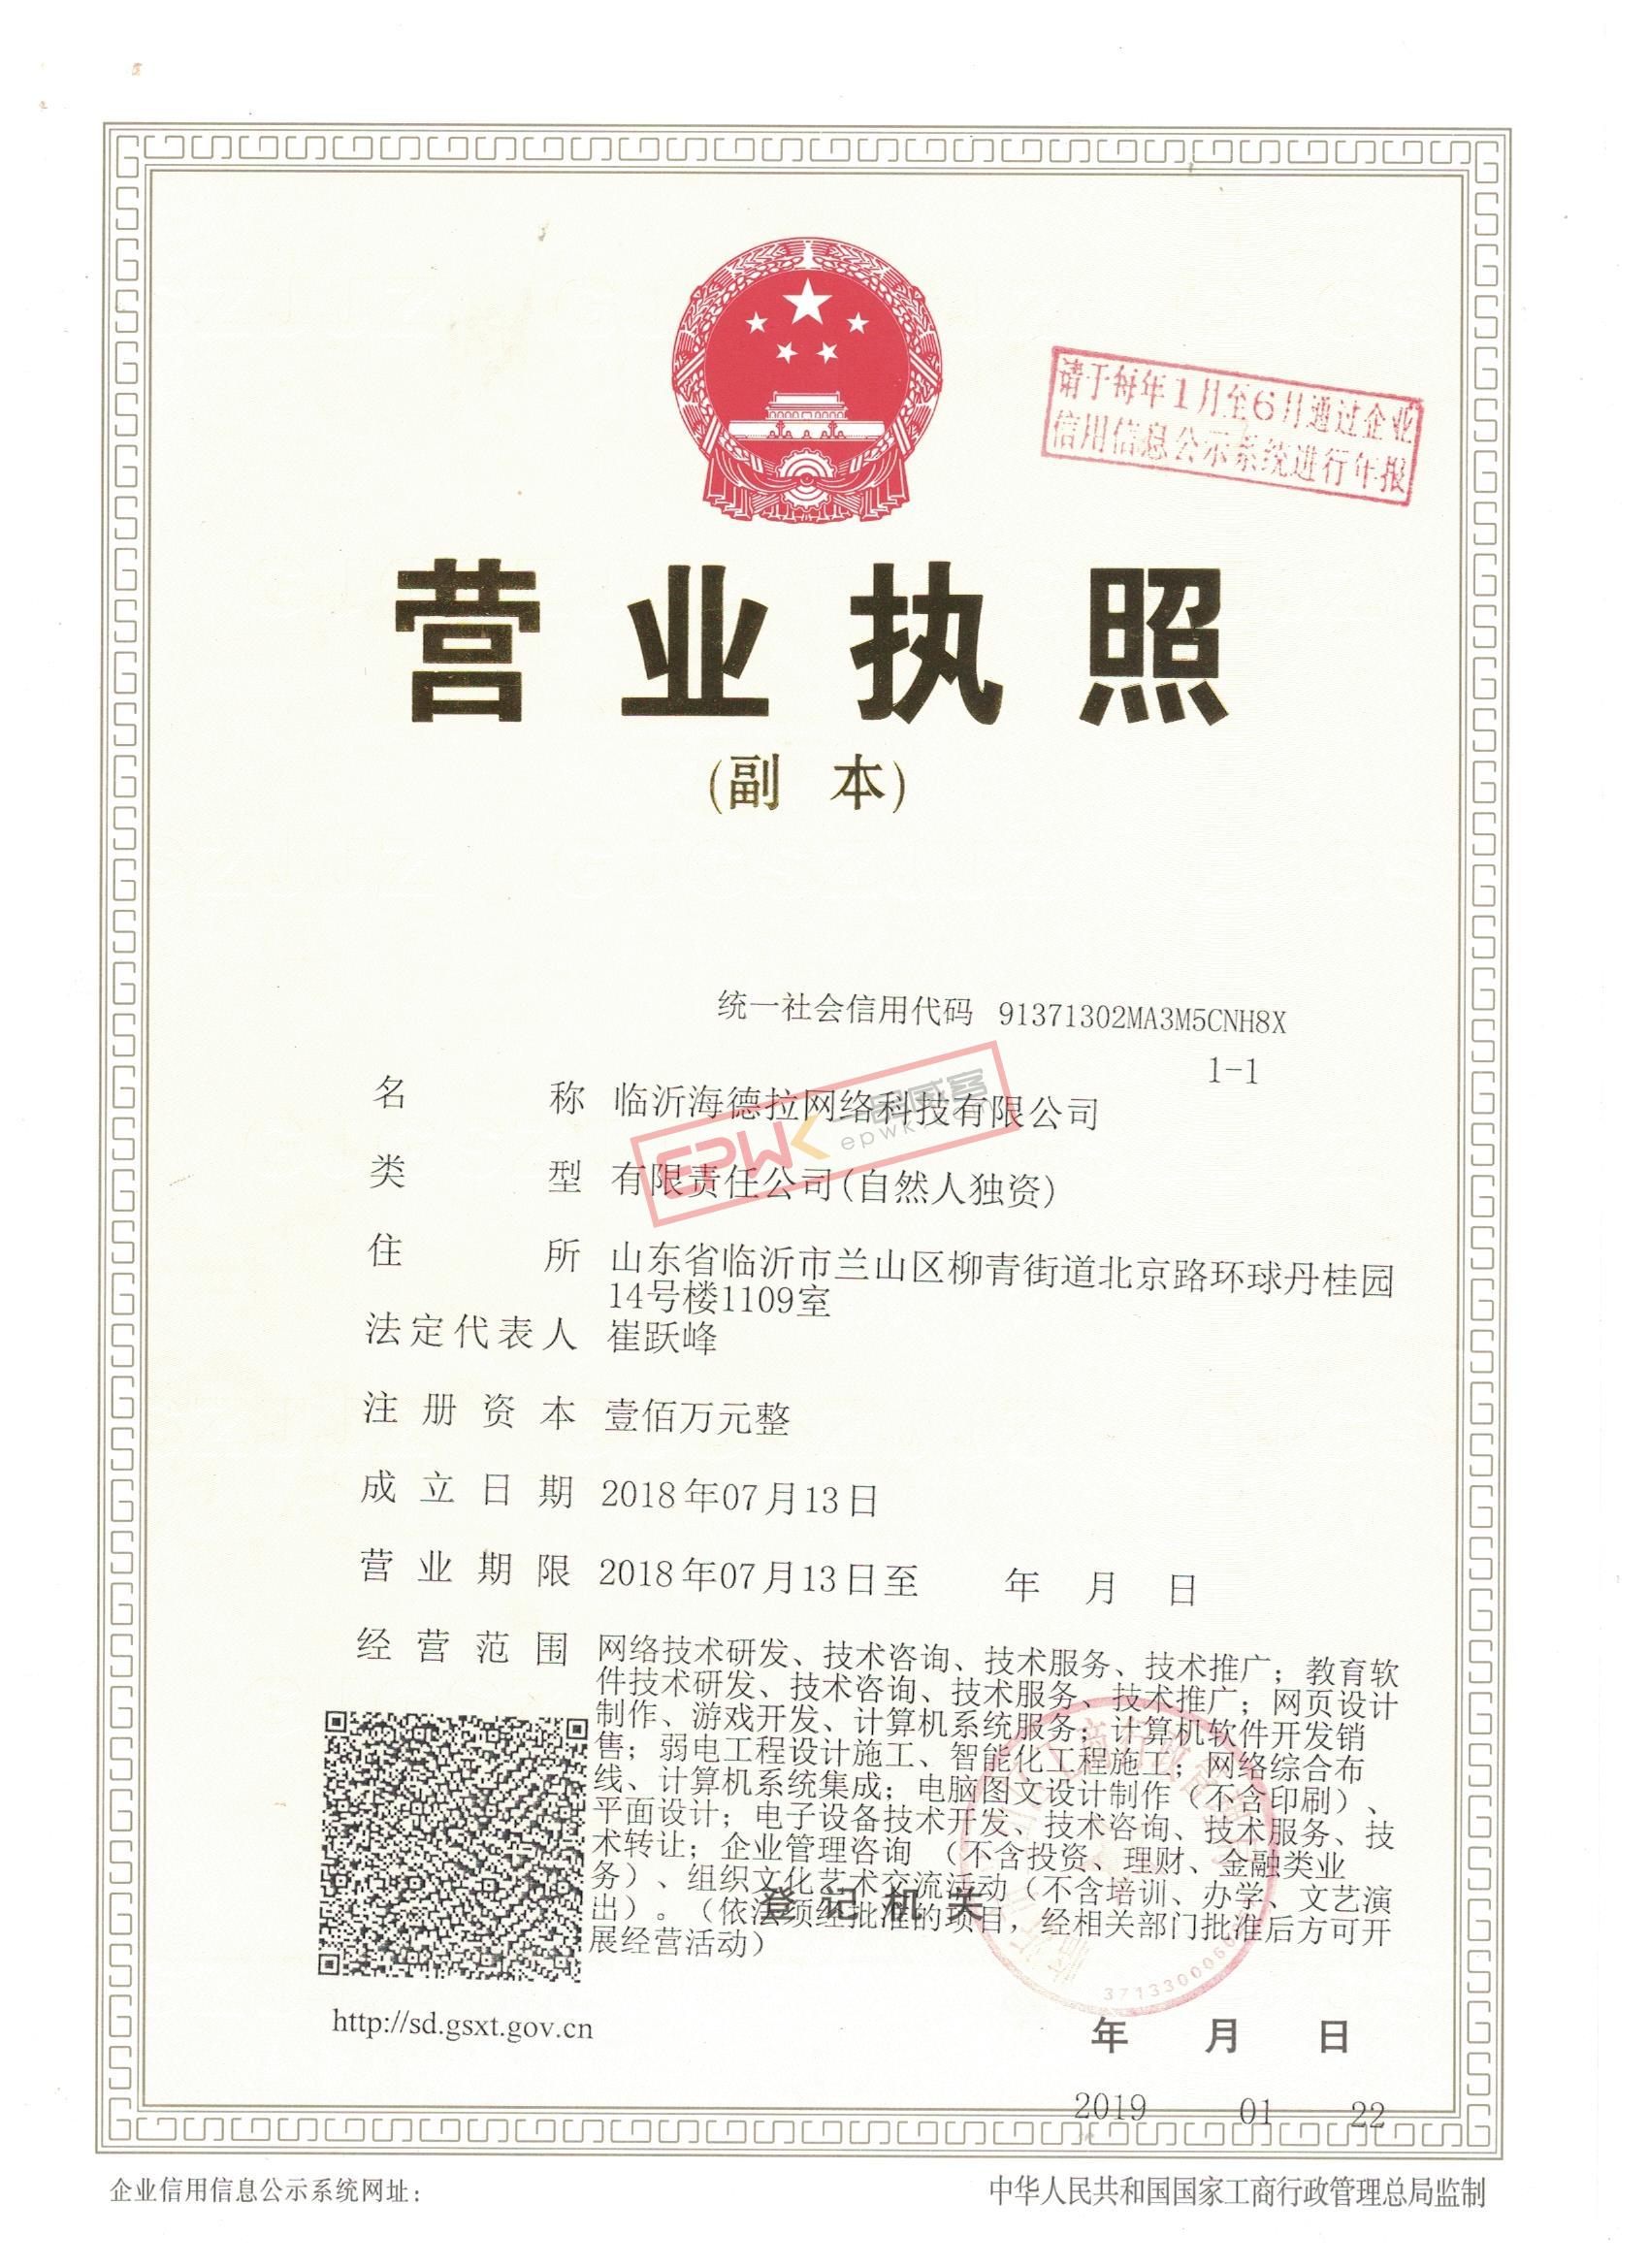 请于每年1月至6月通过企业
信用信息公示系统进行年报
营业执照
(副 本)
统一社会信用代码 91371302MA3M5CNH8X
1-1
名 称 临沂海德拉网络科技有限公司
EPWK 一品威客
epwk.com
类 型 有限责任公司(自然人独资)
住 所 山东省临沂市兰山区柳青街道北京路环球丹桂园
14号楼1109室
法定代表人 崔跃峰
注册资本 壹佰万元整
成立日期 2018年07月13日
营业期限 2018年07月13日至 年 月 日
经营范围 网络技术研发、技术咨询、技术服务、技术推广；教育软
件技术研发、技术咨询、技术服务、技术推广；网页设计
制作、游戏开发、计算机系统服务；计算机软件开发销
售；弱电工程设计施工、智能化工程施工；网络综合布
线、计算机系统集成；电脑图文设计制作（不含印刷）、
平面设计；电子设备技术开发、技术咨询、技术服务、技
术转让；企业管理咨询（不含投资、理财、金融类业
务）、组织文化艺术交流活动（不含培训、办学、文艺演
出）。（依法须经批准的项目，经相关部门批准后方可开
展经营活动）
登记机关
http://sd.gsxt.gov.cn
年 月 日
2019 01 22
企业信用信息公示系统网址：
中华人民共和国国家工商行政管理总局监制